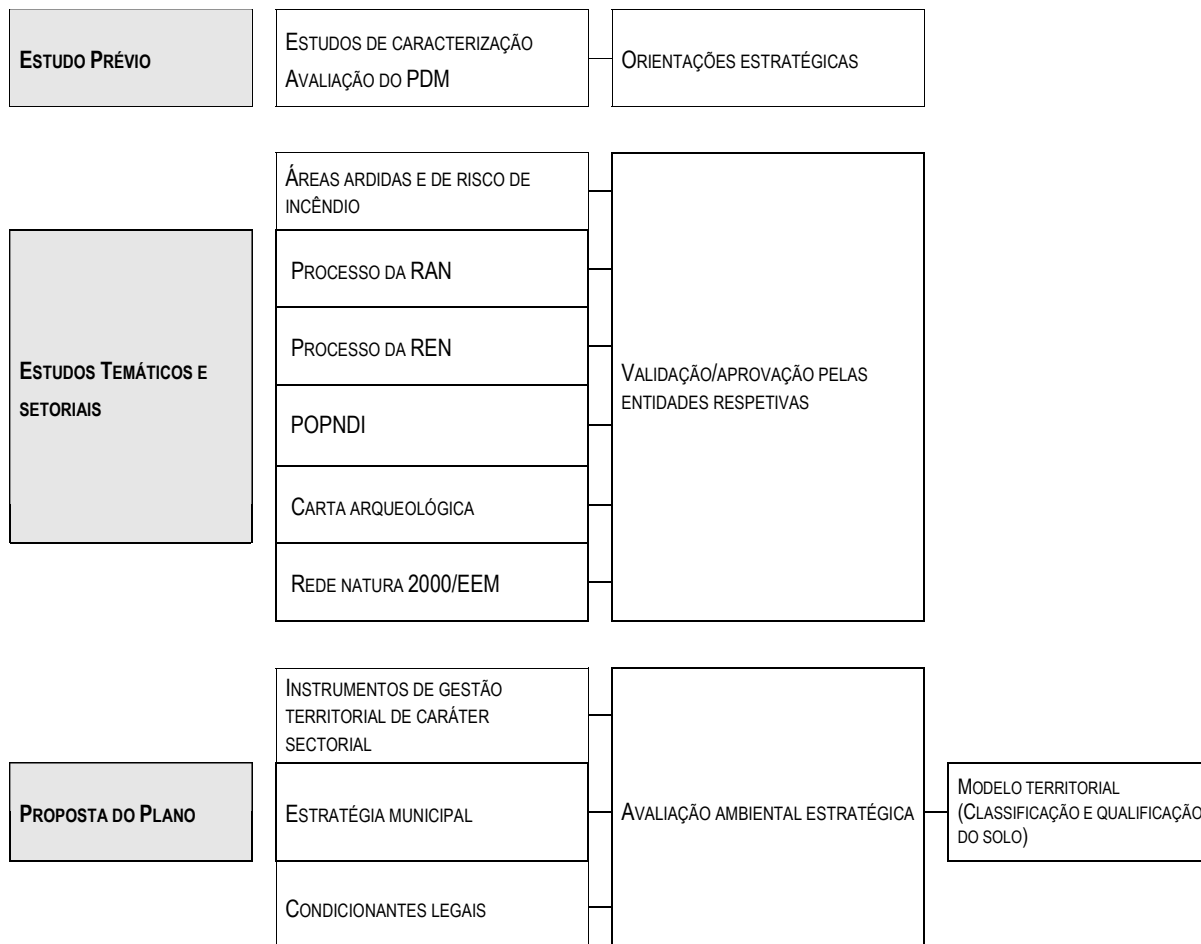 ESTUDO PRÉVIO
ESTUDOS DE CARACTERIZAÇÃO
AVALIAÇÃO DO PDM
ORIENTAÇÕES ESTRATÉGICAS
ESTUDOS TEMÁTICOS E
SETORIAIS
ÁREAS ARDIDAS E DE RISCO DE
INCÊNDIO
PROCESSO DA RAN
PROCESSO DA REN
POPNDI
CARTA ARQUEOLÓGICA
REDE NATURA 2000/EEM
VALIDAÇÃO/APROVAÇÃO PELAS
ENTIDADES RESPETIVAS
PROPOSTA DO PLANO
INSTRUMENTOS DE GESTÃO
TERRITORIAL DE CARÁTER
SECTORIAL
ESTRATÉGIA MUNICIPAL
CONDICIONANTES LEGAIS
AVALIAÇÃO AMBIENTAL ESTRATÉGICA
MODELO TERRITORIAL
(CLASSIFICAÇÃO E QUALIFICAÇÃO
DO SOLO)